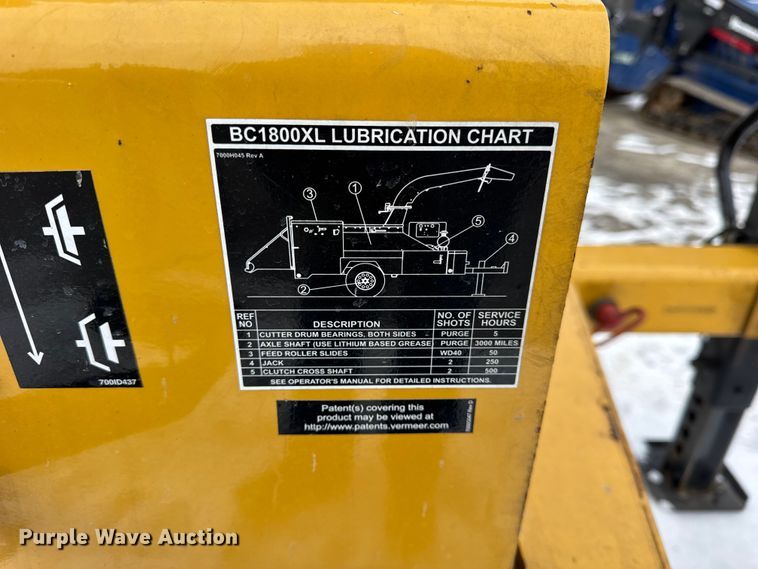 BC1800XL LUBRICATION CHART
7000H045 Rev A
3
1
5
4
2
REF NO DESCRIPTION NO. OF SHOTS SERVICE HOURS
1 CUTTER DRUM BEARINGS, BOTH SIDES PURGE 5
2 AXLE SHAFT (USE LITHIUM BASED GREASE) PURGE 3000 MILES
3 FEED ROLLER SLIDES WD40 50
4 JACK 2 250
5 CLUTCH CROSS SHAFT 2 500
SEE OPERATOR'S MANUAL FOR DETAILED INSTRUCTIONS.
700ID437
Patent(s) covering this
product may be viewed at
http://www.patents.vermeer.com
Purple Wave Auction